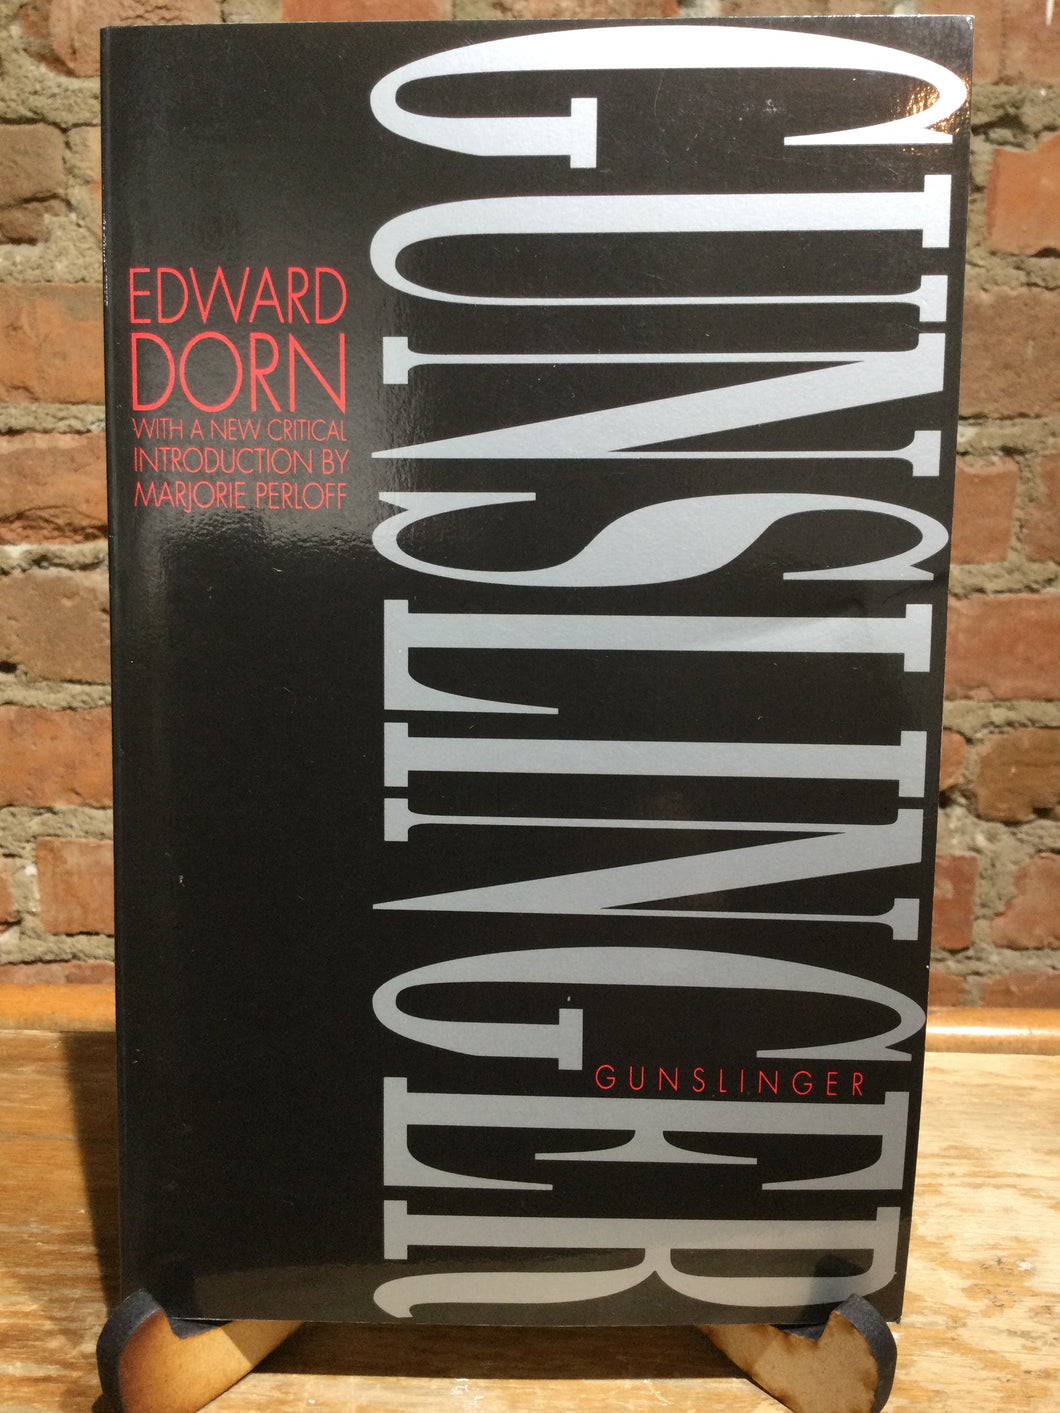 GUNSLINGER
EDWARD
DORN
WITH A NEW CRITICAL
INTRODUCTION BY
MARJORIE PERLOFF
GUNSLINGER